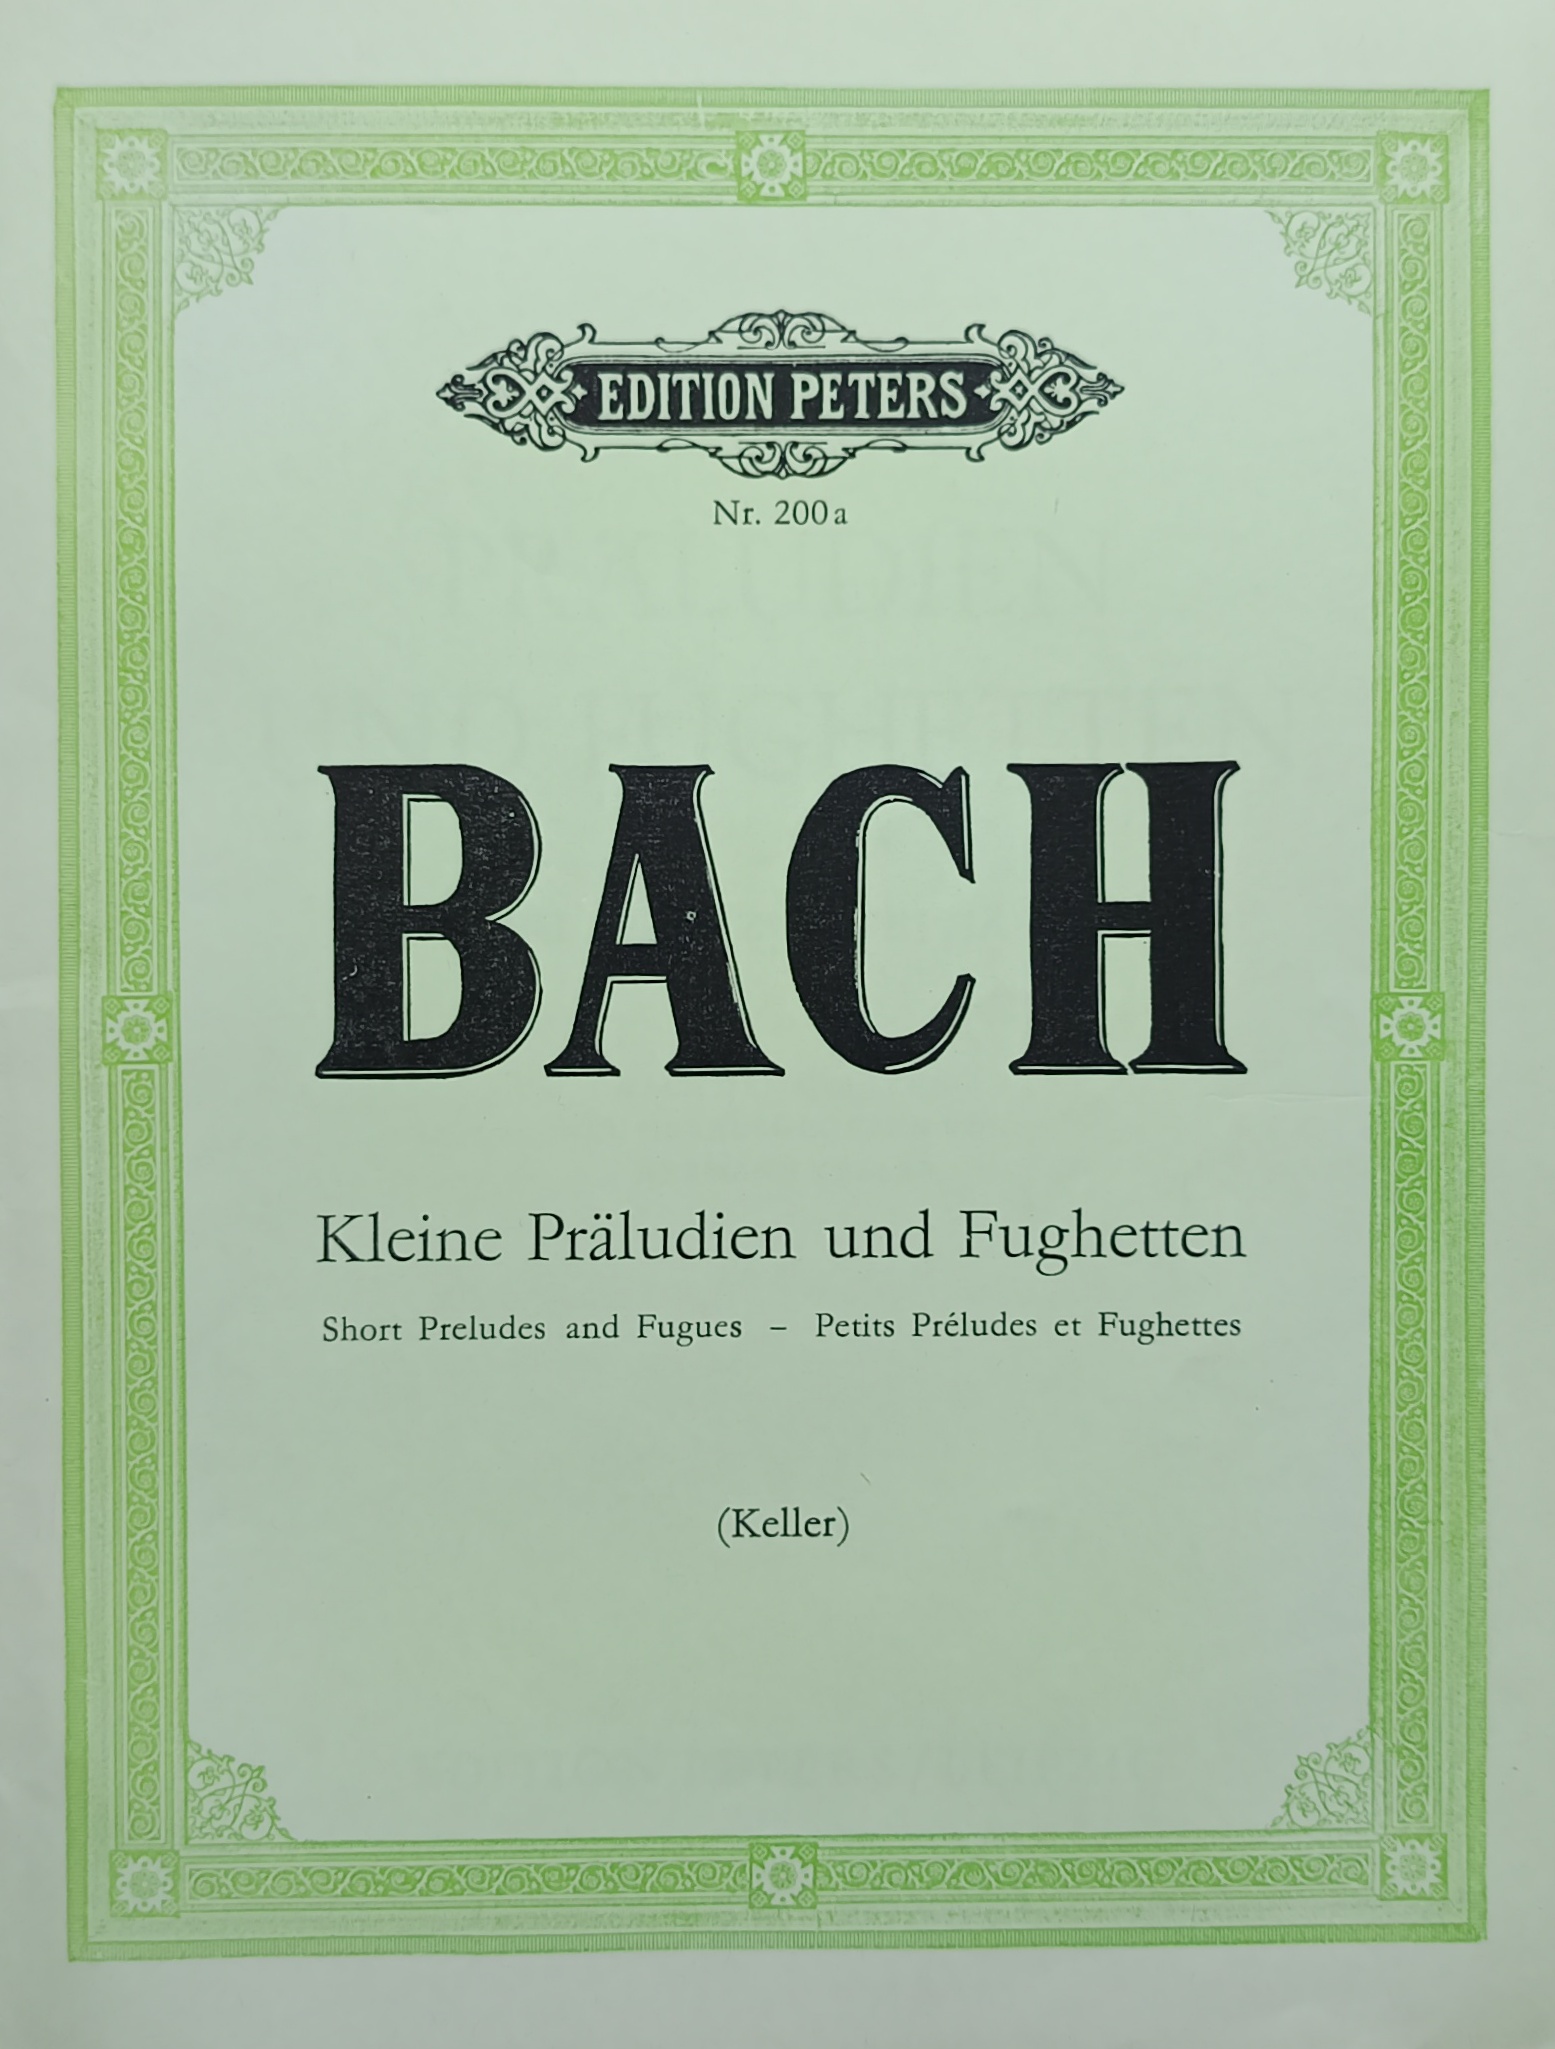 EDITION PETERS
Nr. 200a
BACH
Kleine Präludien und Fughetten
Short Preludes and Fugues – Petits Préludes et Fughettes
(Keller)